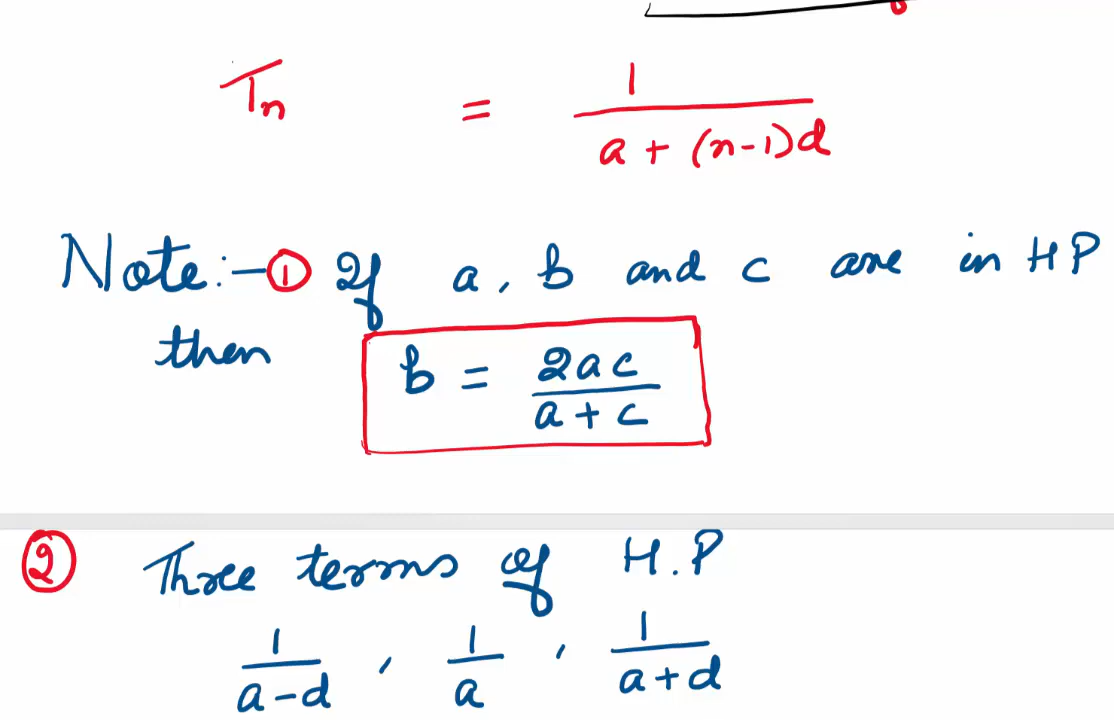 Tn = 1/(a + (n-1)d)
Note:- ① If a, b and c are in HP
then b = 2ac/(a + c)
② Three terms of H.P
1/(a-d) , 1/a , 1/(a+d)